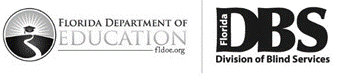 FLORIDA DEPARTMENT OF
EDUCATION
fldoe.org
Florida
DBS
Division of Blind Services